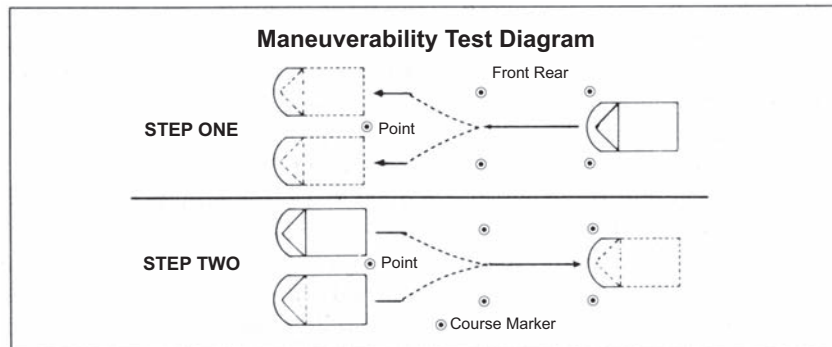 Maneuverability Test Diagram
Front Rear
STEP ONE
Point
STEP TWO
Point
Course Marker